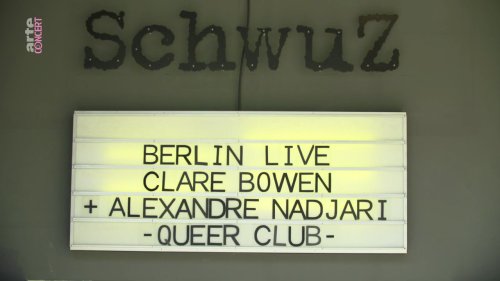 arte
CONCERT
SchwuZ
BERLIN LIVE
CLARE BOWEN
+ ALEXANDRE NADJARI
-QUEER CLUB-